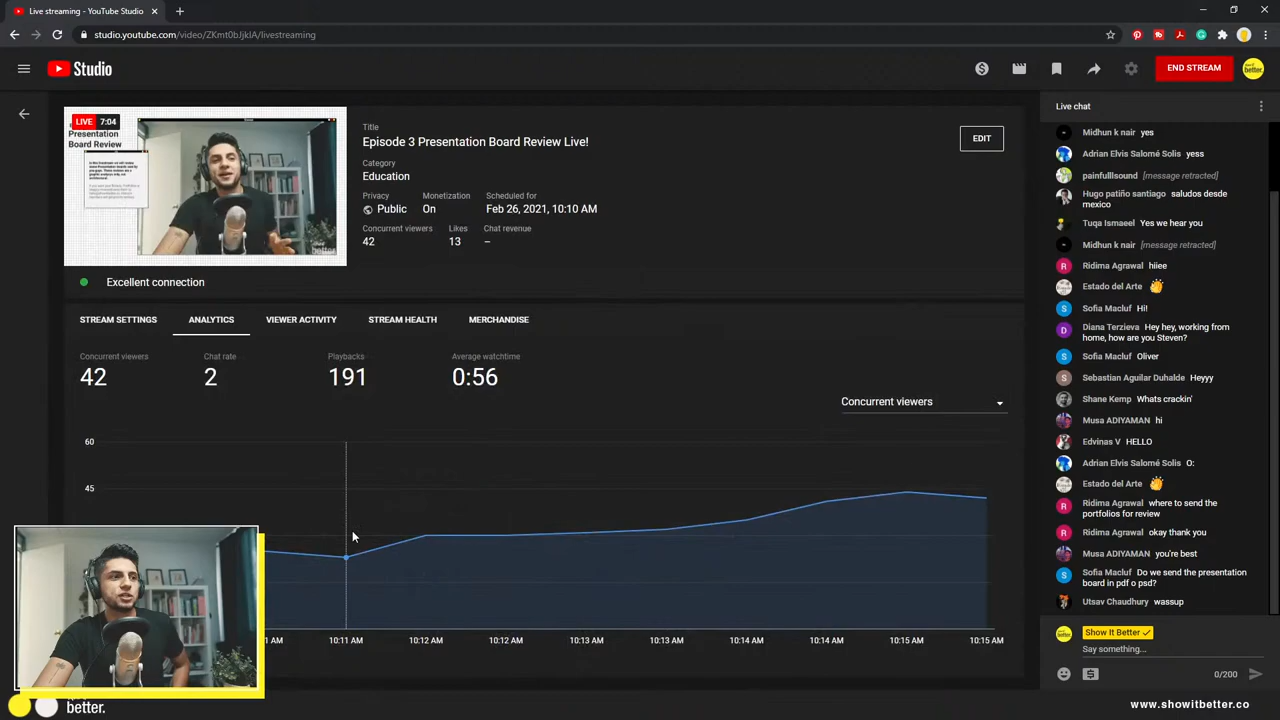 Live streaming - YouTube Studio
studio.youtube.com/video/ZKmt0bJjkIA/livestreaming
Studio
END STREAM
LIVE 7:04
Presentation
Board Review
Title
Episode 3 Presentation Board Review Live!
EDIT
Category
Education
Privacy Monetization Scheduled for
Public On Feb 26, 2021, 10:10 AM
Concurrent viewers Likes Chat revenue
42 13 –
Excellent connection
STREAM SETTINGS ANALYTICS VIEWER ACTIVITY STREAM HEALTH MERCHANDISE
Concurrent viewers Chat rate Playbacks Average watchtime
42 2 191 0:56
Concurrent viewers
60
45
1 AM 10:11 AM 10:12 AM 10:12 AM 10:13 AM 10:13 AM 10:14 AM 10:14 AM 10:15 AM 10:15 AM
better.
Live chat
Midhun k nair yes
Adrian Elvis Salomé Solis yess
painfulllsound [message retracted]
Hugo patiño santiago saludos desde
mexico
Tuqa Ismaeel Yes we hear you
Midhun k nair [message retracted]
R Ridima Agrawal hiiee
Estado del Arte
S Sofia Macluf Hi!
D Diana Terzieva Hey hey, working from
home, how are you Steven?
S Sofia Macluf Oliver
S Sebastian Aguilar Duhalde Heyyy
Shane Kemp Whats crackin'
Musa ADIYAMAN hi
Edvinas V HELLO
Adrian Elvis Salomé Solis O:
Estado del Arte
R Ridima Agrawal where to send the
portfolios for review
R Ridima Agrawal okay thank you
Musa ADIYAMAN you're best
S Sofia Macluf Do we send the presentation
board in pdf o psd?
Utsav Chaudhury wassup
Show It Better
Say something...
0/200
www.showitbetter.co